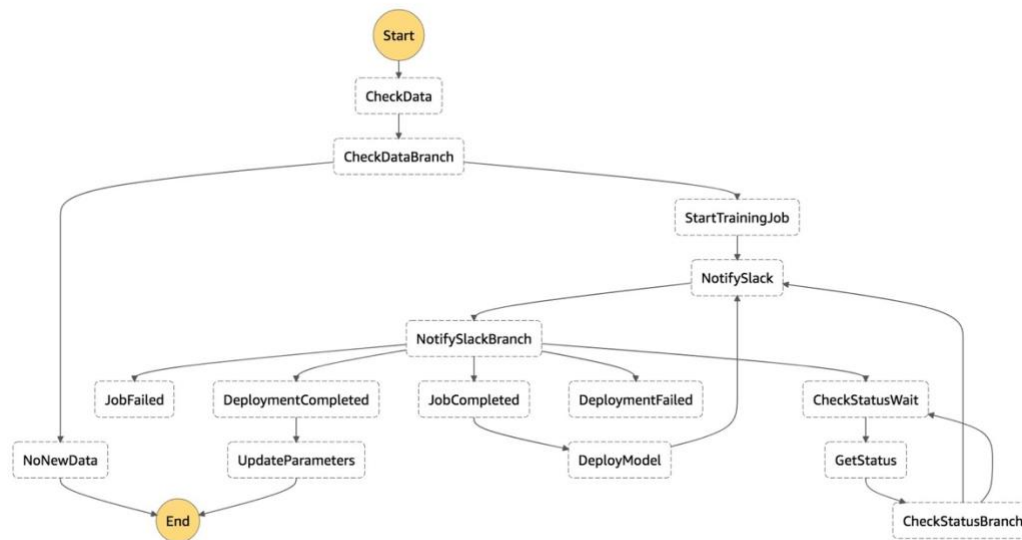 Start
CheckData
CheckDataBranch
StartTrainingJob
NotifySlack
NotifySlackBranch
JobFailed
DeploymentCompleted
JobCompleted
DeploymentFailed
CheckStatusWait
NoNewData
UpdateParameters
DeployModel
GetStatus
End
CheckStatusBranch